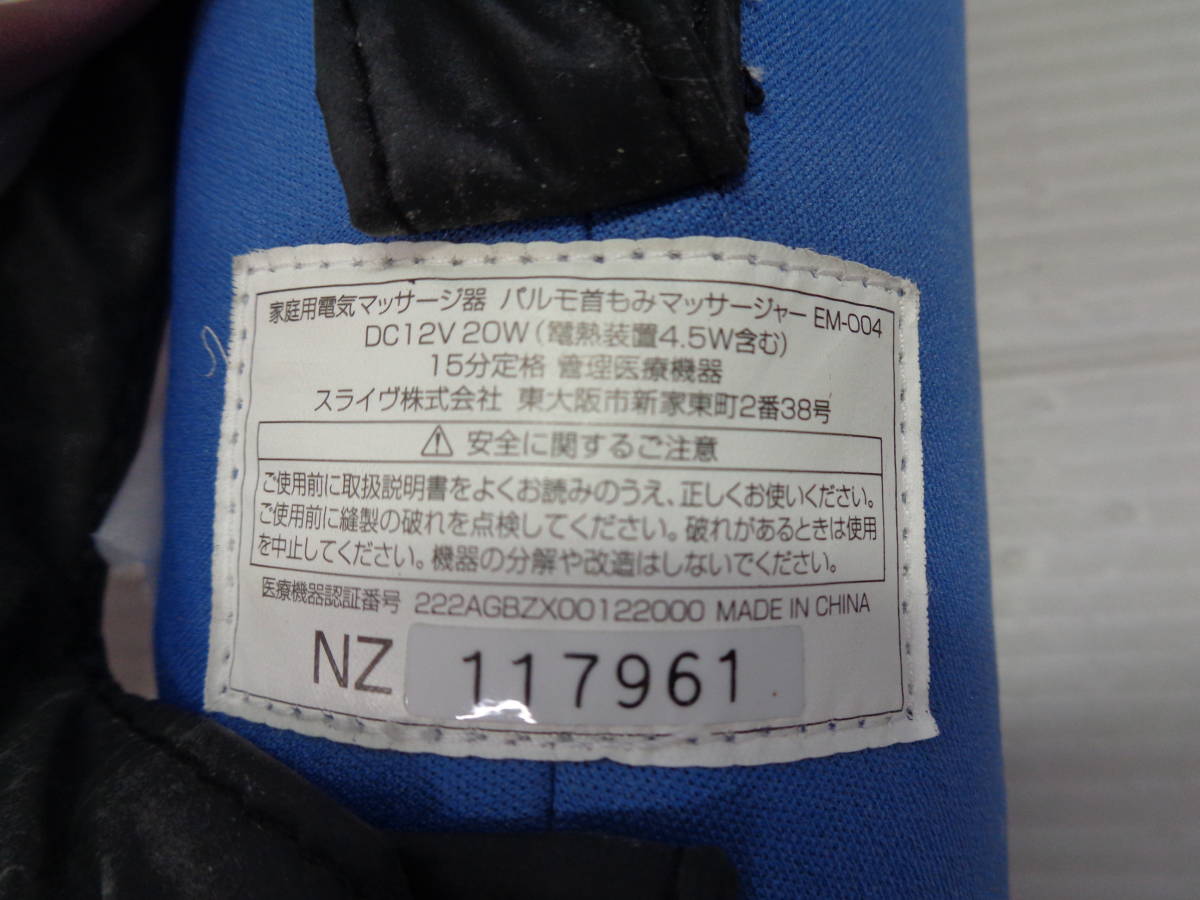 家庭用電気マッサージ器 パルモ首もみマッサージャー EM-004
DC12V 20W(電熱装置4.5W含む)
15分定格 管理医療機器
スライヴ株式会社 東大阪市新家東町2番38号
⚠ 安全に関するご注意
ご使用前に取扱説明書をよくお読みのうえ、正しくお使いください。
ご使用前に縫製の破れを点検してください。破れがあるときは使用
を中止してください。機器の分解や改造はしないでください。
医療機器認証番号 222AGBZX00122000 MADE IN CHINA
NZ 117961